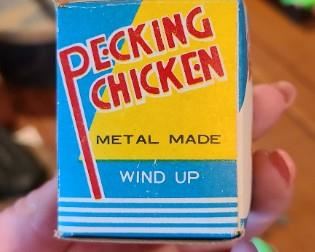 PECKING
CHICKEN
METAL MADE
WIND UP